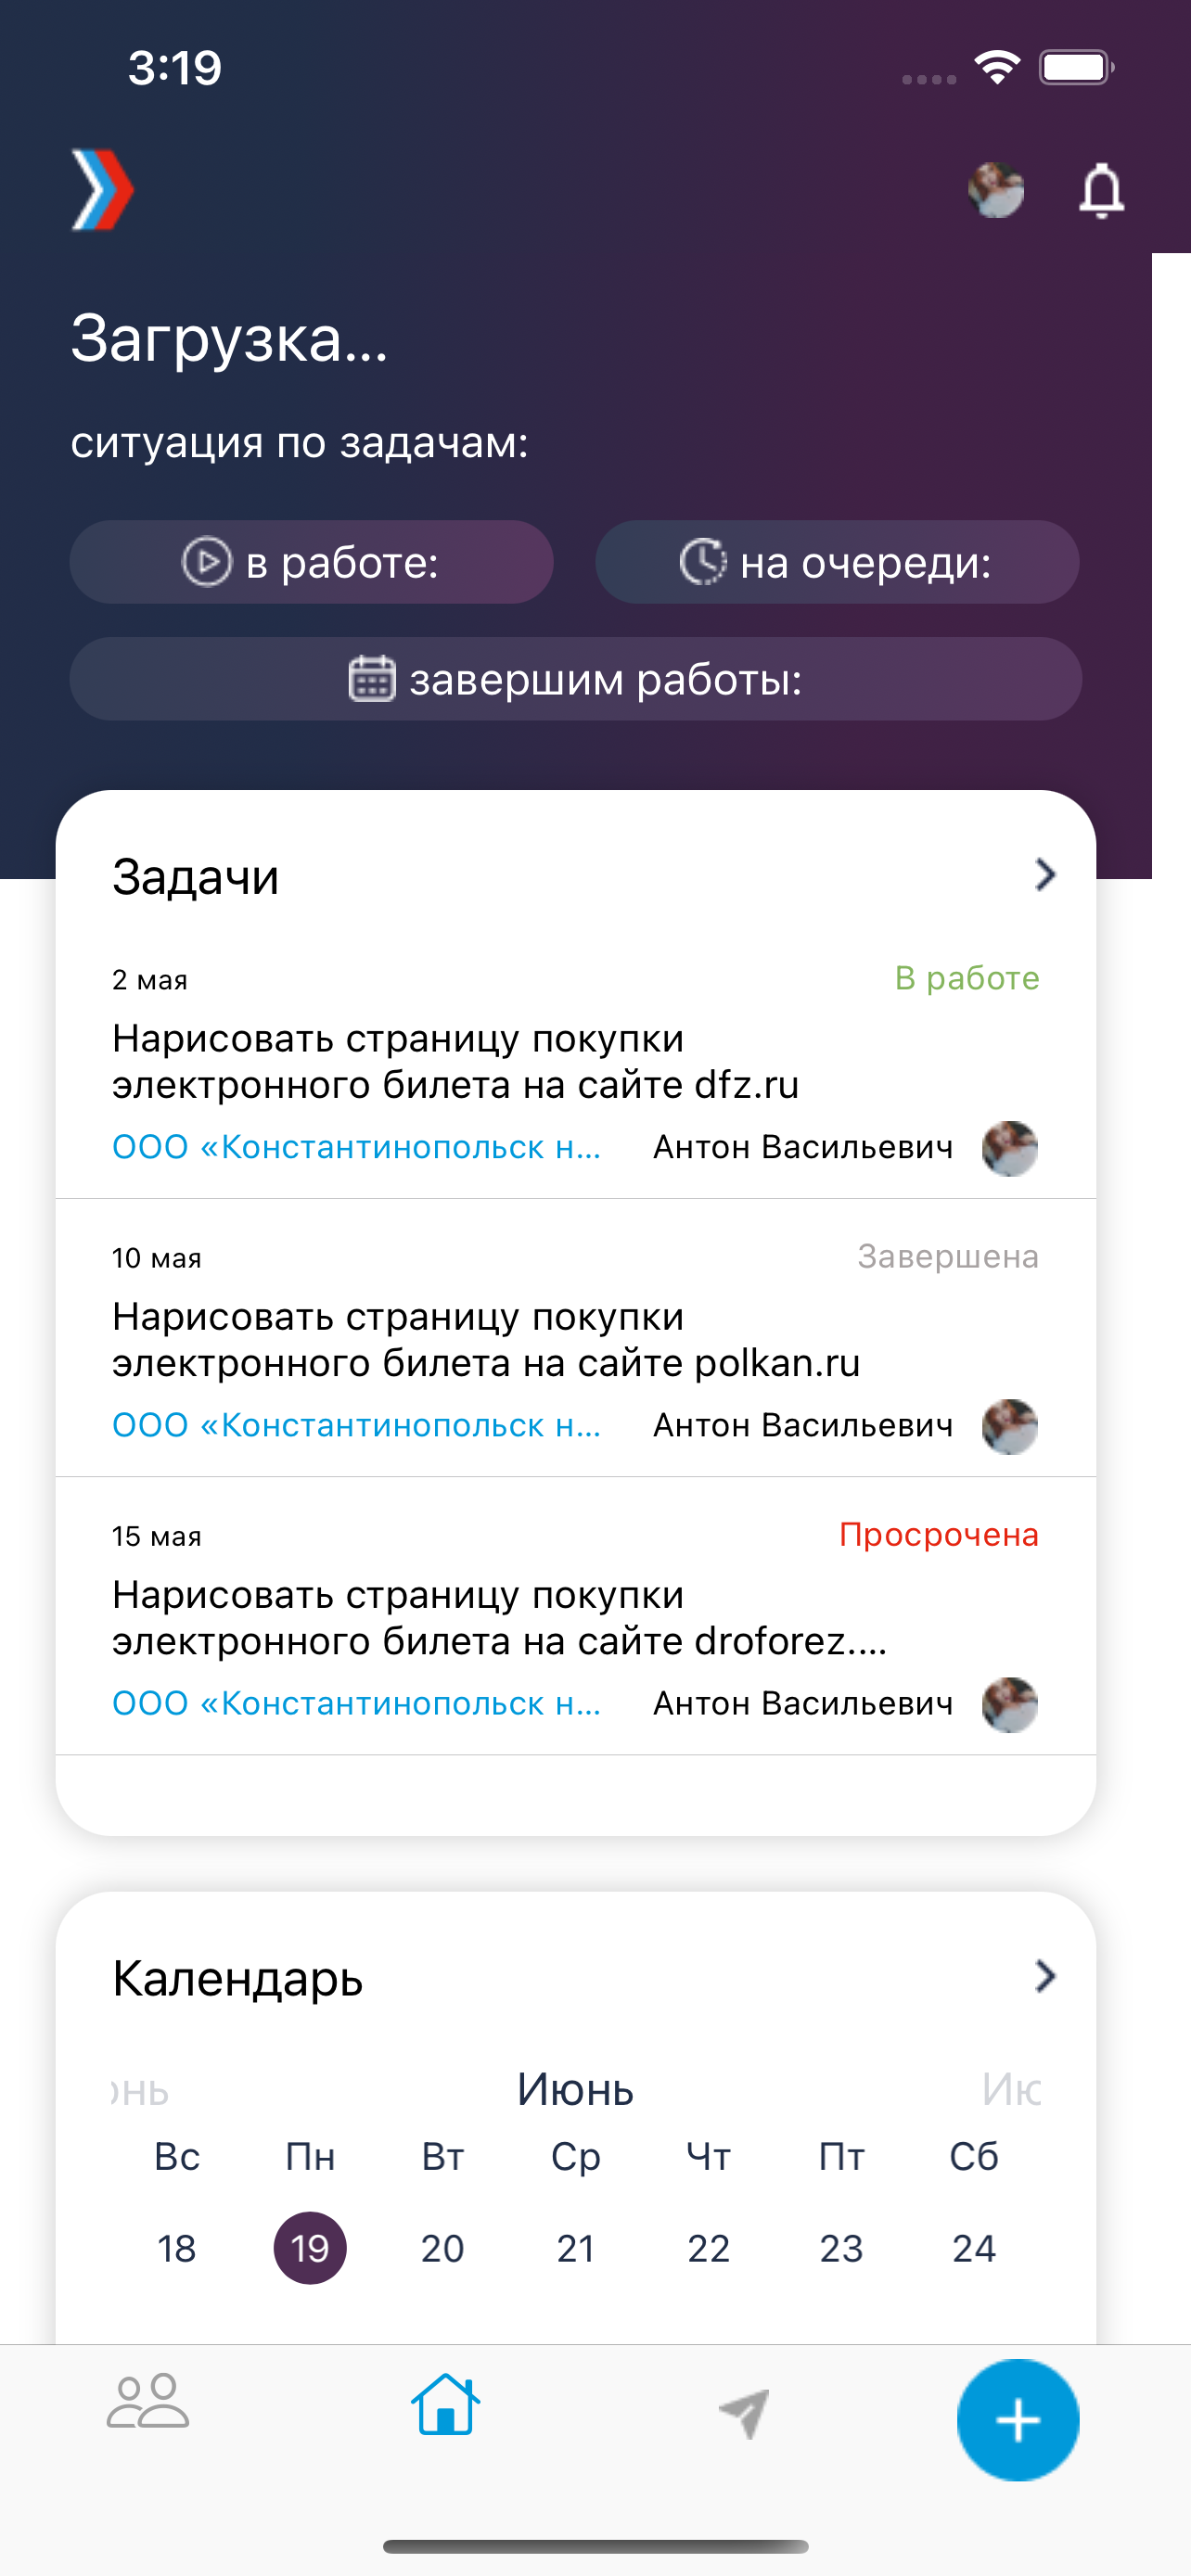 3:19
Загрузка...
ситуация по задачам:
в работе:
на очереди:
завершим работы:
Задачи
2 мая
В работе
Нарисовать страницу покупки
электронного билета на сайте dfz.ru
ООО «Константинопольск н...
Антон Васильевич
10 мая
Завершена
Нарисовать страницу покупки
электронного билета на сайте polkan.ru
ООО «Константинопольск н...
Антон Васильевич
15 мая
Просрочена
Нарисовать страницу покупки
электронного билета на сайте droforez....
ООО «Константинопольск н...
Антон Васильевич
Календарь
Июнь
Вс Пн Вт Ср Чт Пт Сб
18 19 20 21 22 23 24